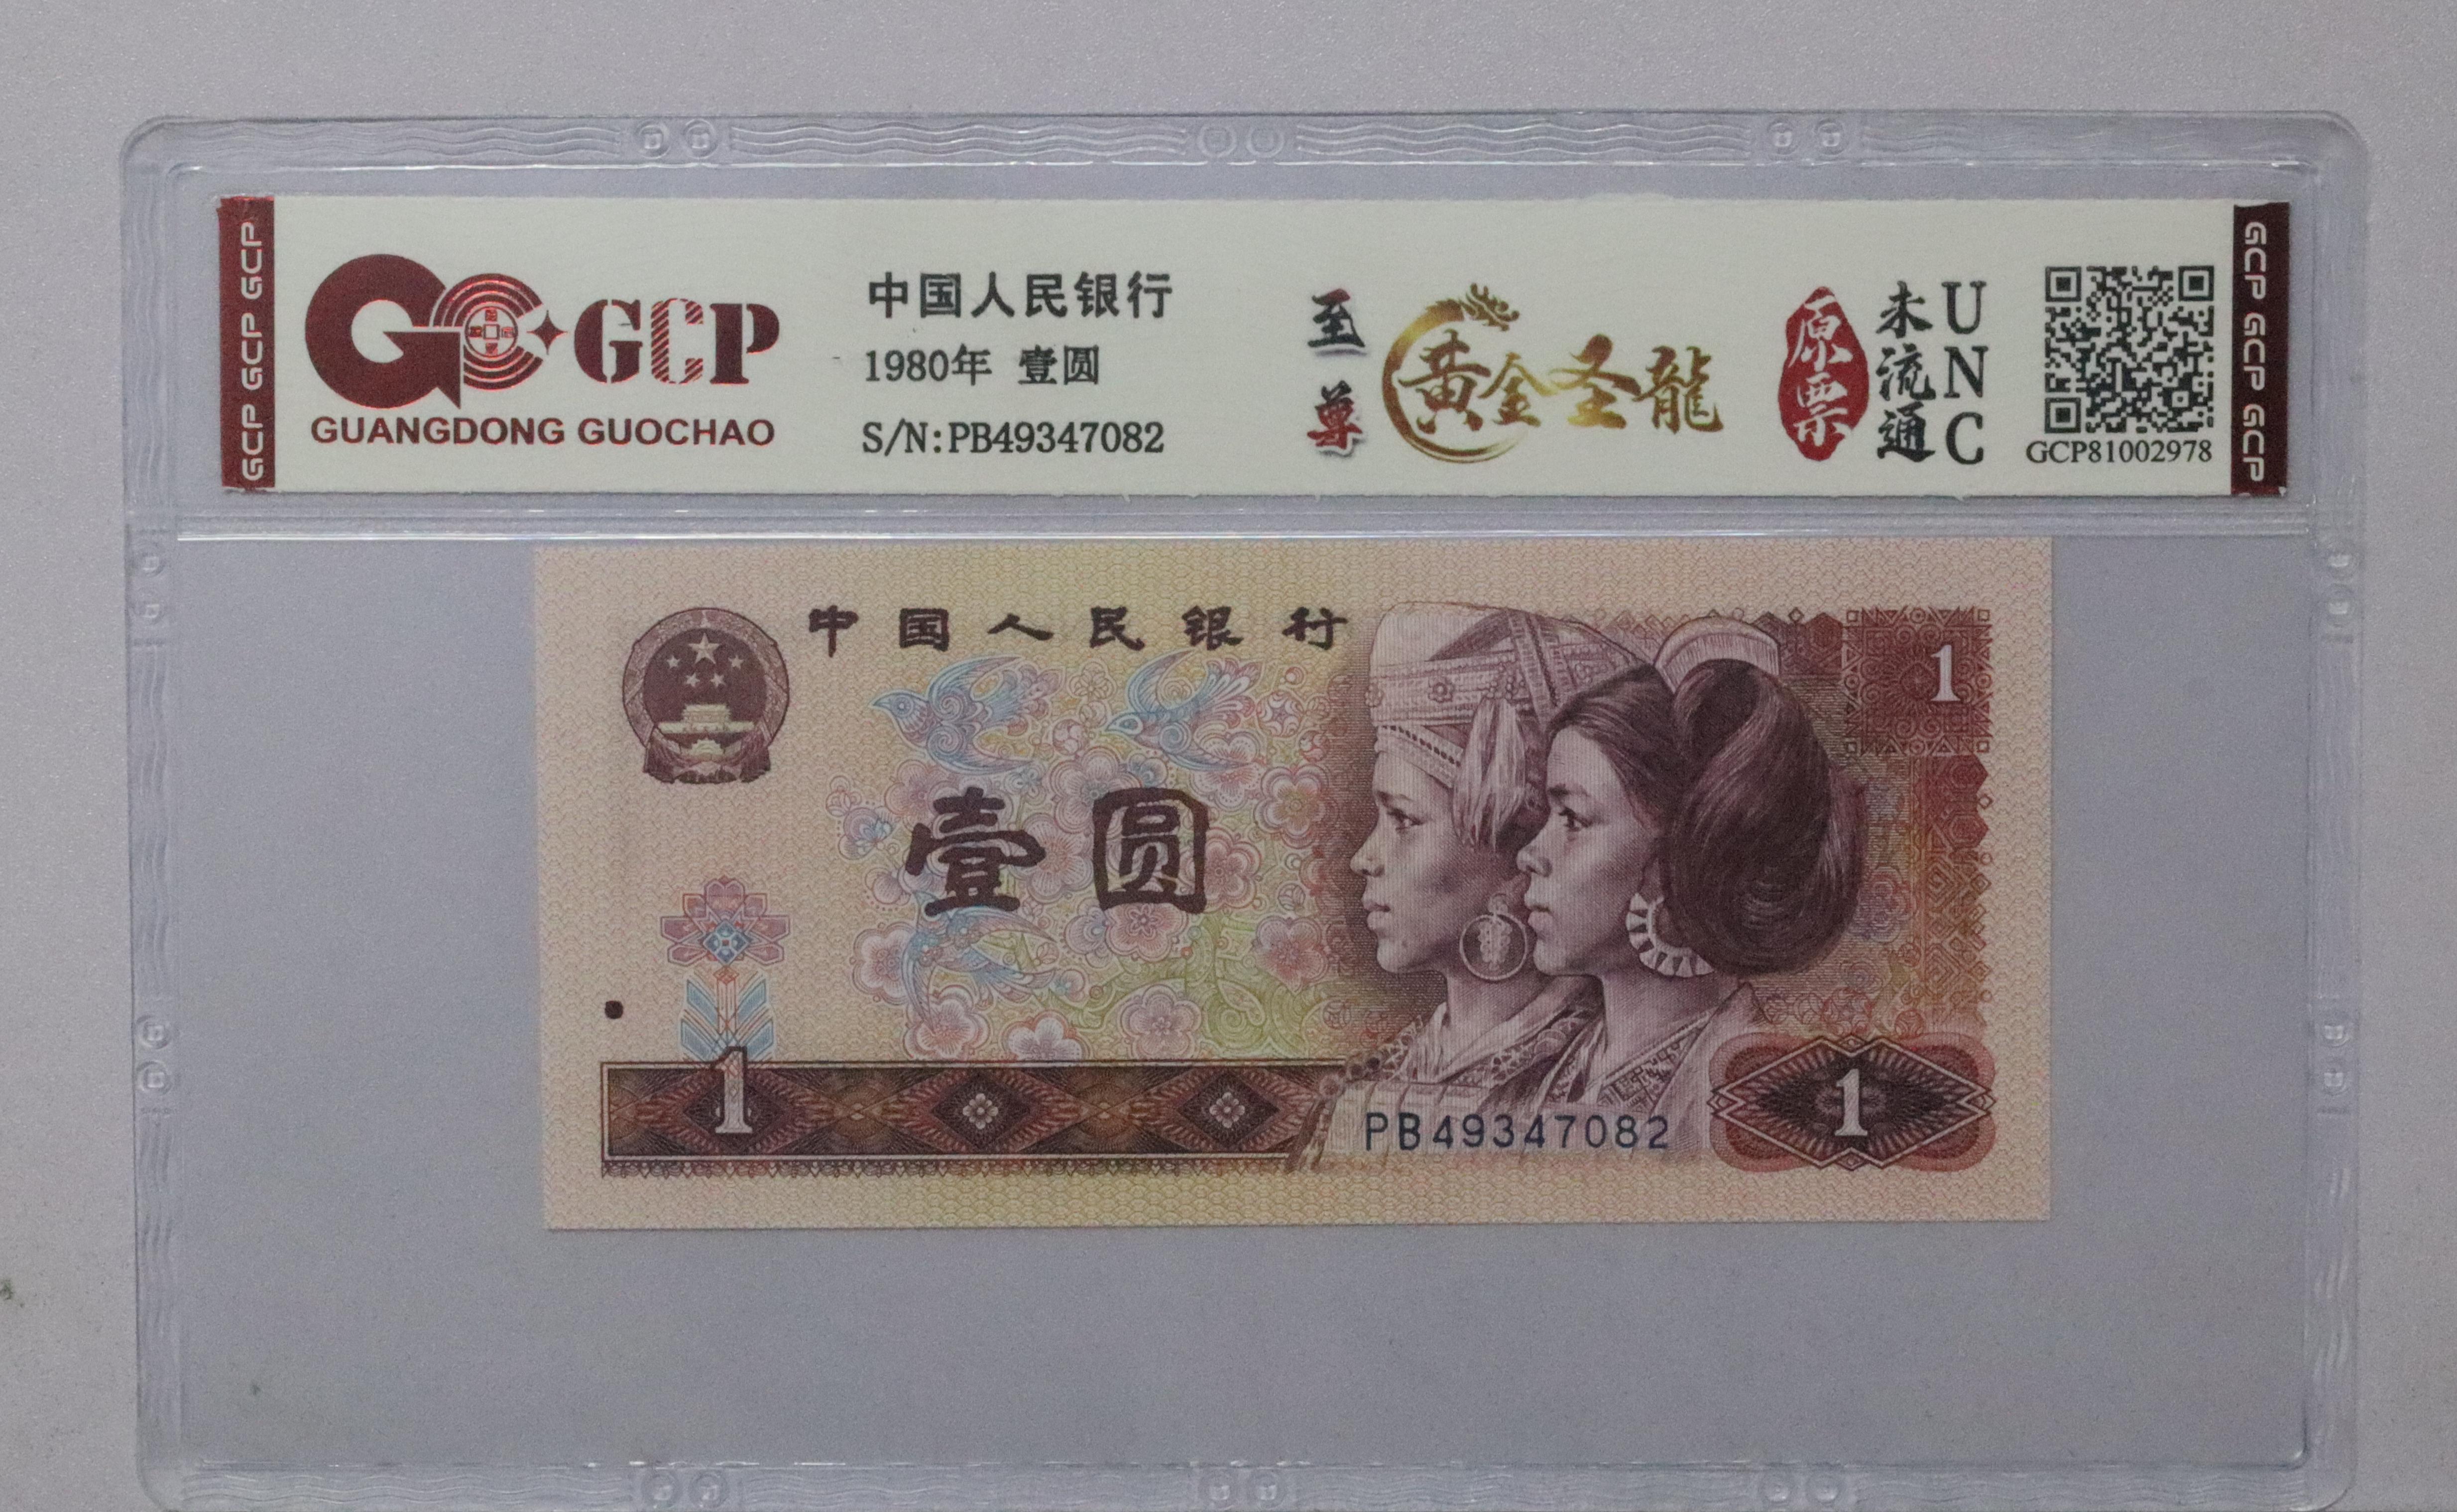 GCP GCP GCP
GCP
GUANGDONG GUOCHAO
中国人民银行
1980年 壹圆
S/N:PB49347082
至尊
黄金圣龍
原票
未流通
UNC
GCP81002978
GCP GCP GCP
中国人民银行
1
壹圆
1
PB49347082
1